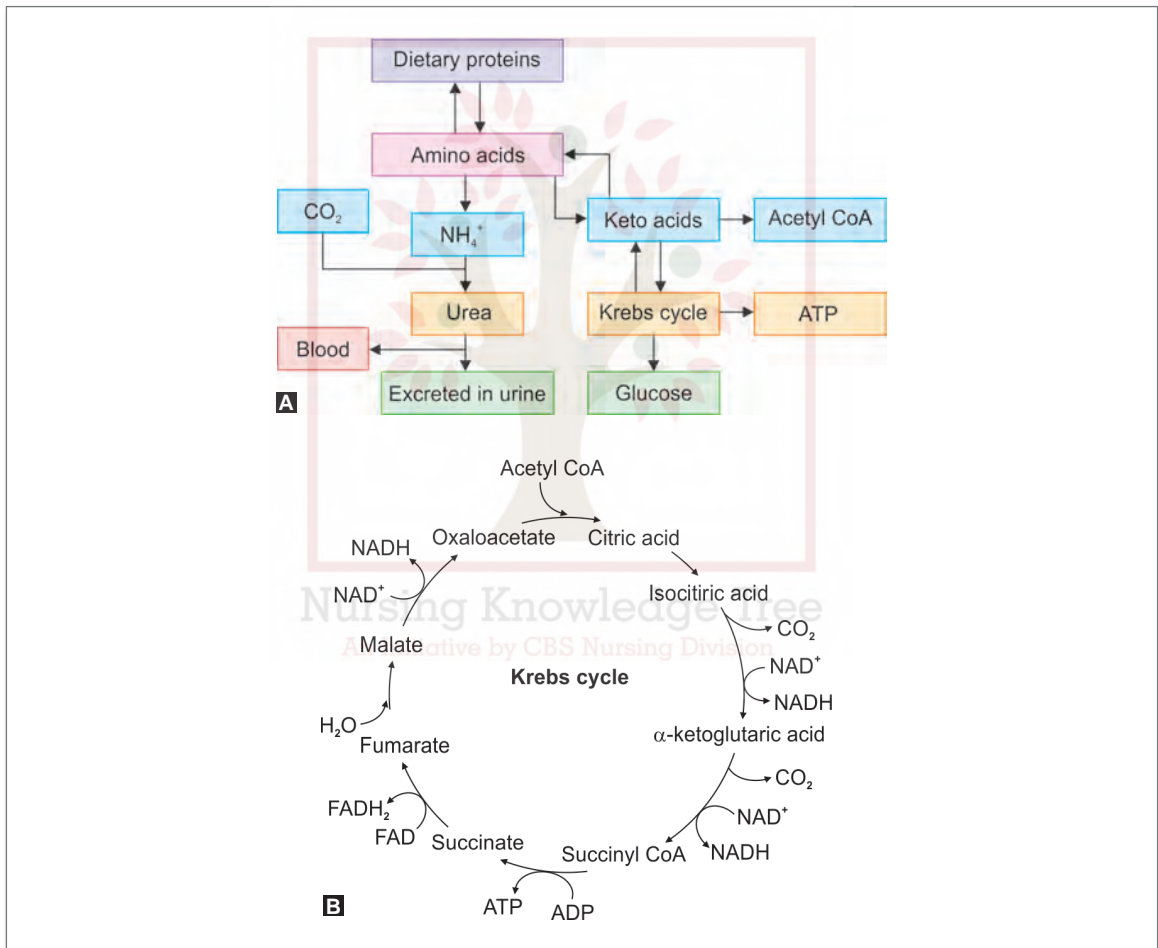 Dietary proteins
Amino acids
CO₂
NH₄⁺
Keto acids
Acetyl CoA
Urea
Krebs cycle
ATP
Blood
Excreted in urine
Glucose
A
Acetyl CoA
Oxaloacetate
Citric acid
NADH
NAD⁺
Isocitiric acid
Nursing Knowledge Tree
An Initiative by CBS Nursing Division
CO₂
Malate
NAD⁺
Krebs cycle
NADH
H₂O
α-ketoglutaric acid
Fumarate
CO₂
FADH₂
NAD⁺
FAD
Succinate
Succinyl CoA
NADH
ATP
ADP
B